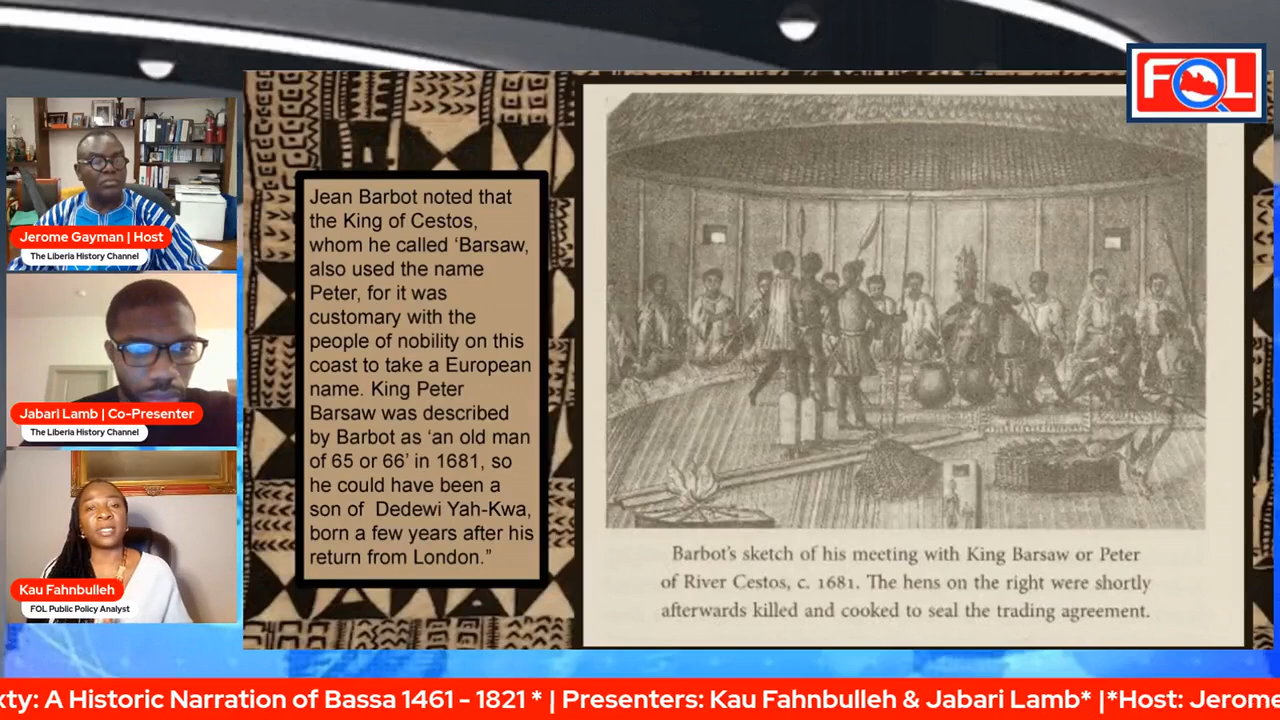 FOL
Jerome Gayman | Host
The Liberia History Channel
Jabari Lamb | Co-Presenter
The Liberia History Channel
Kau Fahnbulleh
FOL Public Policy Analyst
Jean Barbot noted that
the King of Cestos,
whom he called ‘Barsaw,
also used the name
Peter, for it was
customary with the
people of nobility on this
coast to take a European
name. King Peter
Barsaw was described
by Barbot as ‘an old man
of 65 or 66’ in 1681, so
he could have been a
son of Dedewi Yah-Kwa,
born a few years after his
return from London.”
Barbot’s sketch of his meeting with King Barsaw or Peter
of River Cestos, c. 1681. The hens on the right were shortly
afterwards killed and cooked to seal the trading agreement.
xty: A Historic Narration of Bassa 1461 - 1821 * | Presenters: Kau Fahnbulleh & Jabari Lamb* |*Host: Jerome